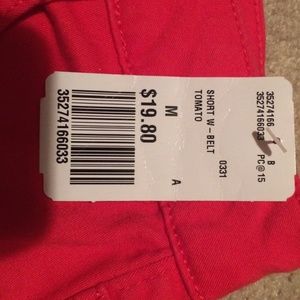 35274166 B
35274166033 PC@15
SHORT W-BELT 0331
TOMATO
M A
$19.80
35274166033